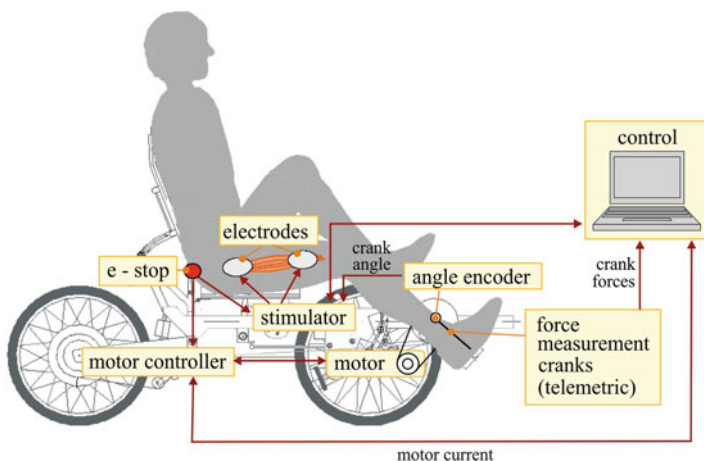 control
electrodes
crank
angle
e - stop
angle encoder
crank
forces
stimulator
force
measurement
cranks
(telemetric)
motor controller
motor
motor current